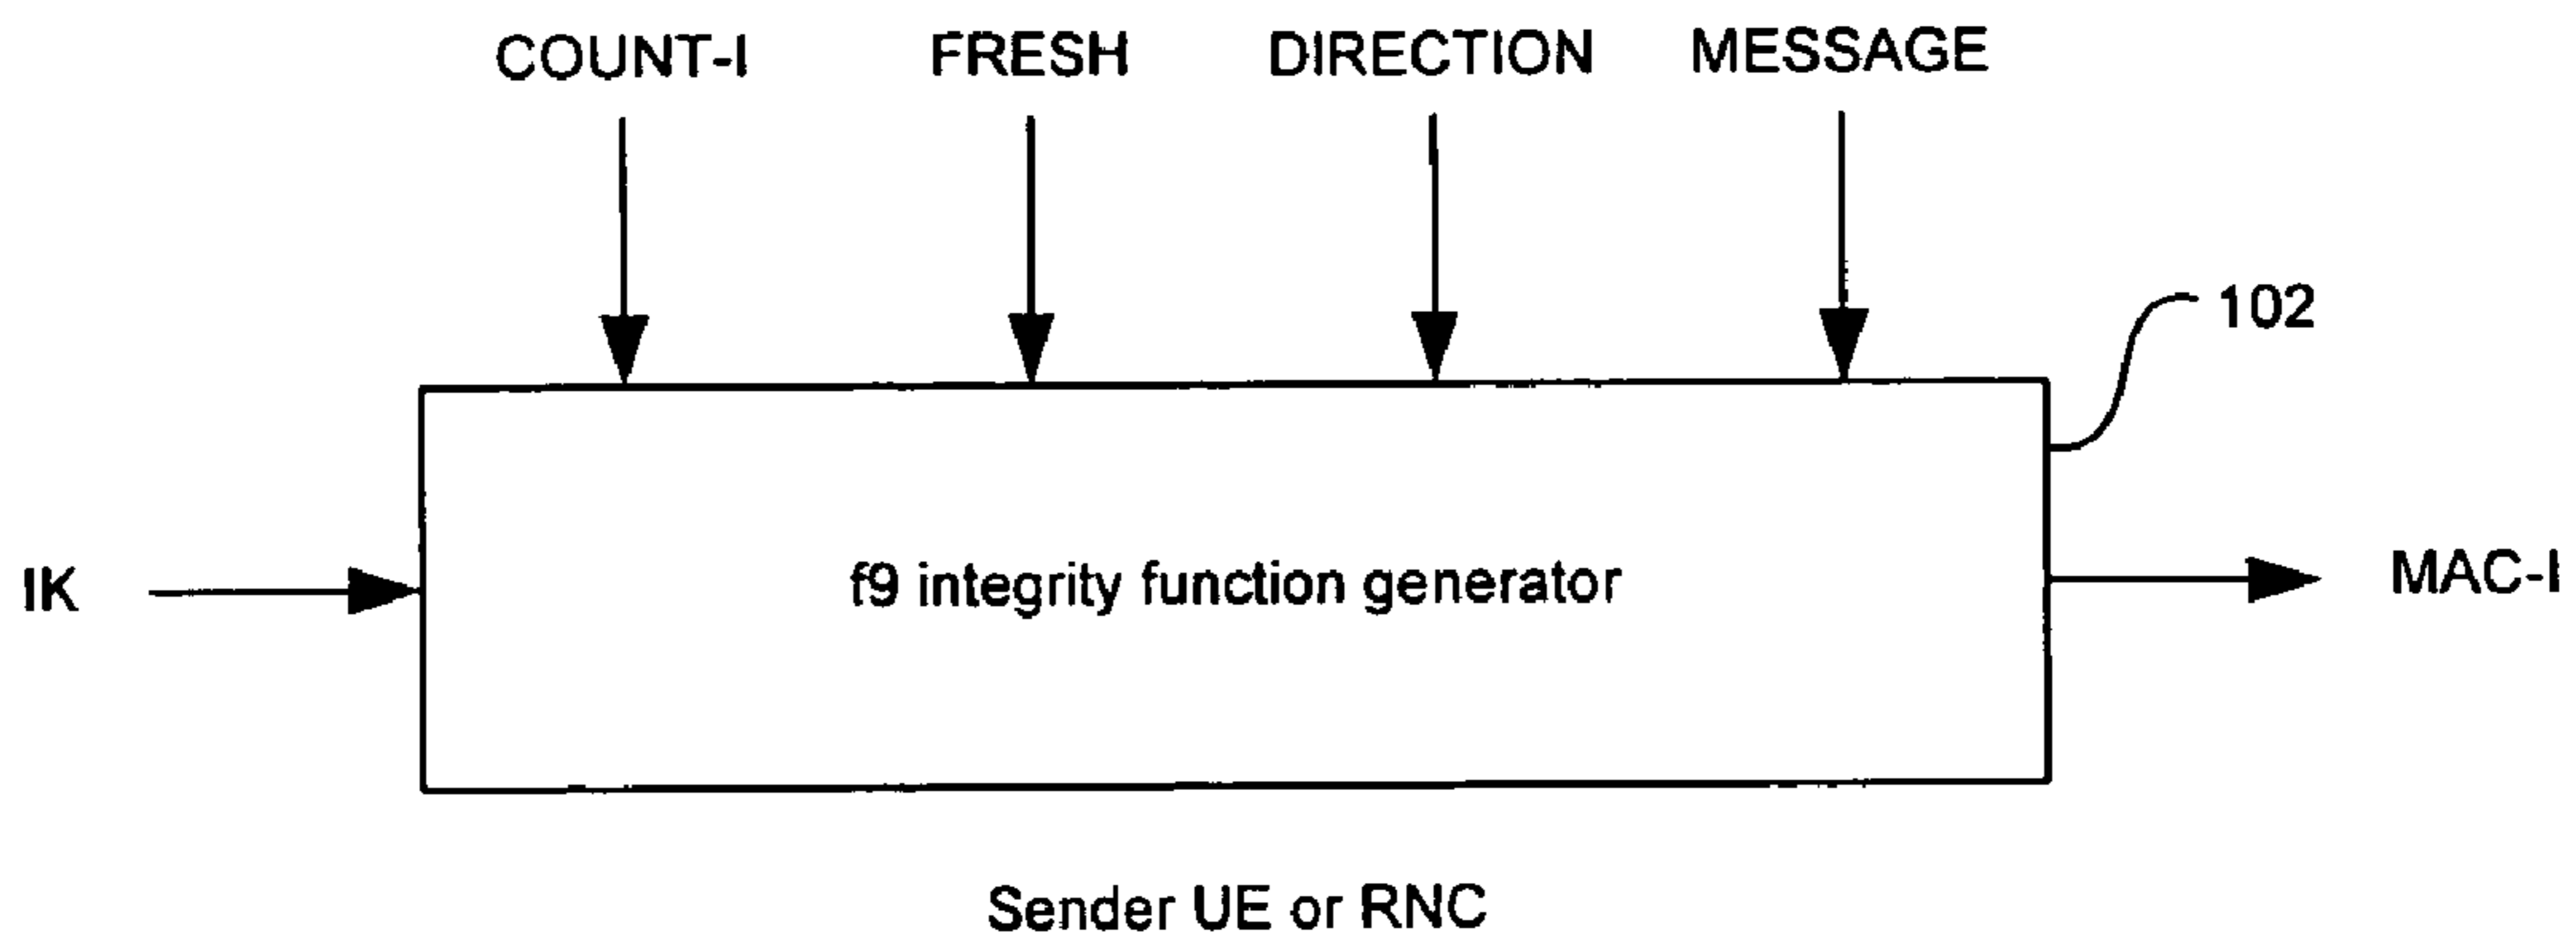 COUNT-I FRESH DIRECTION MESSAGE
102
IK f9 integrity function generator MAC-I
Sender UE or RNC